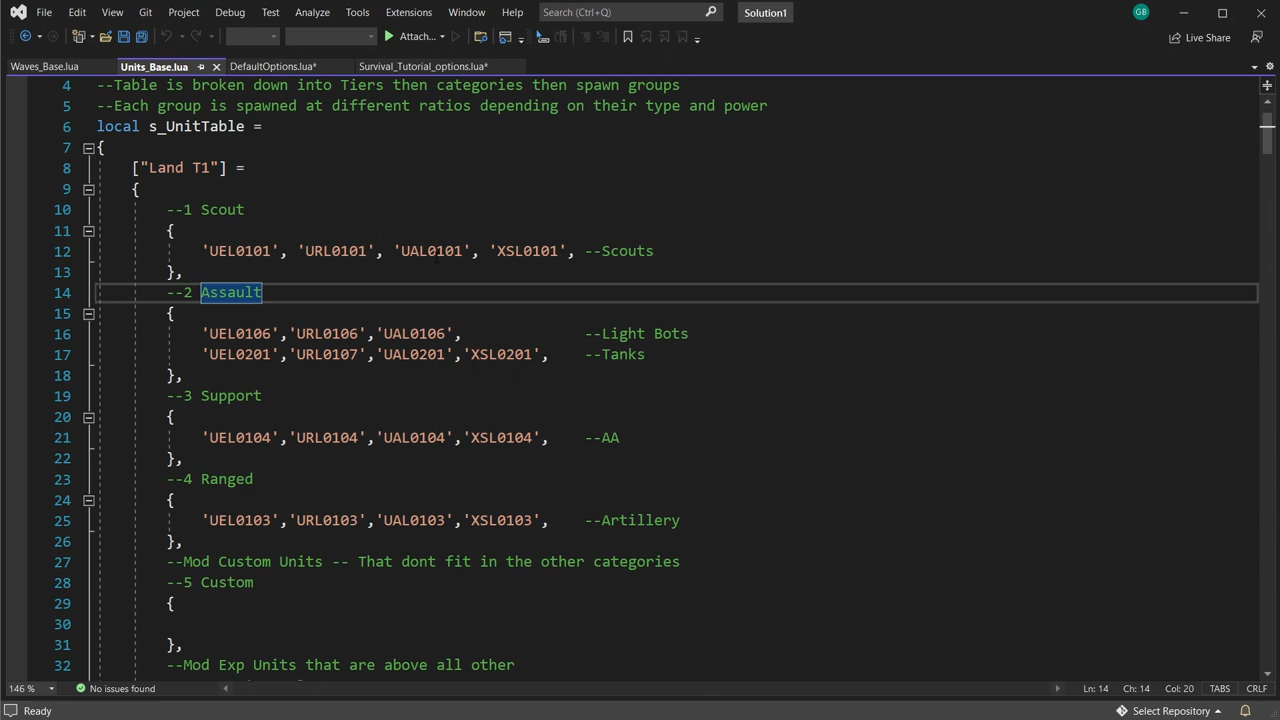 File Edit View Git Project Debug Test Analyze Tools Extensions Window Help Search (Ctrl+Q) Solution1 GB
Attach... Live Share
Waves_Base.lua Units_Base.lua DefaultOptions.lua* Survival_Tutorial_options.lua*
4 --Table is broken down into Tiers then categories then spawn groups
5 --Each group is spawned at different ratios depending on their type and power
6 local s_UnitTable =
7 {
8 ["Land T1"] =
9 {
10 --1 Scout
11 {
12 'UEL0101', 'URL0101', 'UAL0101', 'XSL0101', --Scouts
13 },
14 --2 Assault
15 {
16 'UEL0106','URL0106','UAL0106', --Light Bots
17 'UEL0201','URL0107','UAL0201','XSL0201', --Tanks
18 },
19 --3 Support
20 {
21 'UEL0104','URL0104','UAL0104','XSL0104', --AA
22 },
23 --4 Ranged
24 {
25 'UEL0103','URL0103','UAL0103','XSL0103', --Artillery
26 },
27 --Mod Custom Units -- That dont fit in the other categories
28 --5 Custom
29 {
30
31 },
32 --Mod Exp Units that are above all other
146 % No issues found Ln: 14 Ch: 14 Col: 20 TABS CRLF
Ready Select Repository